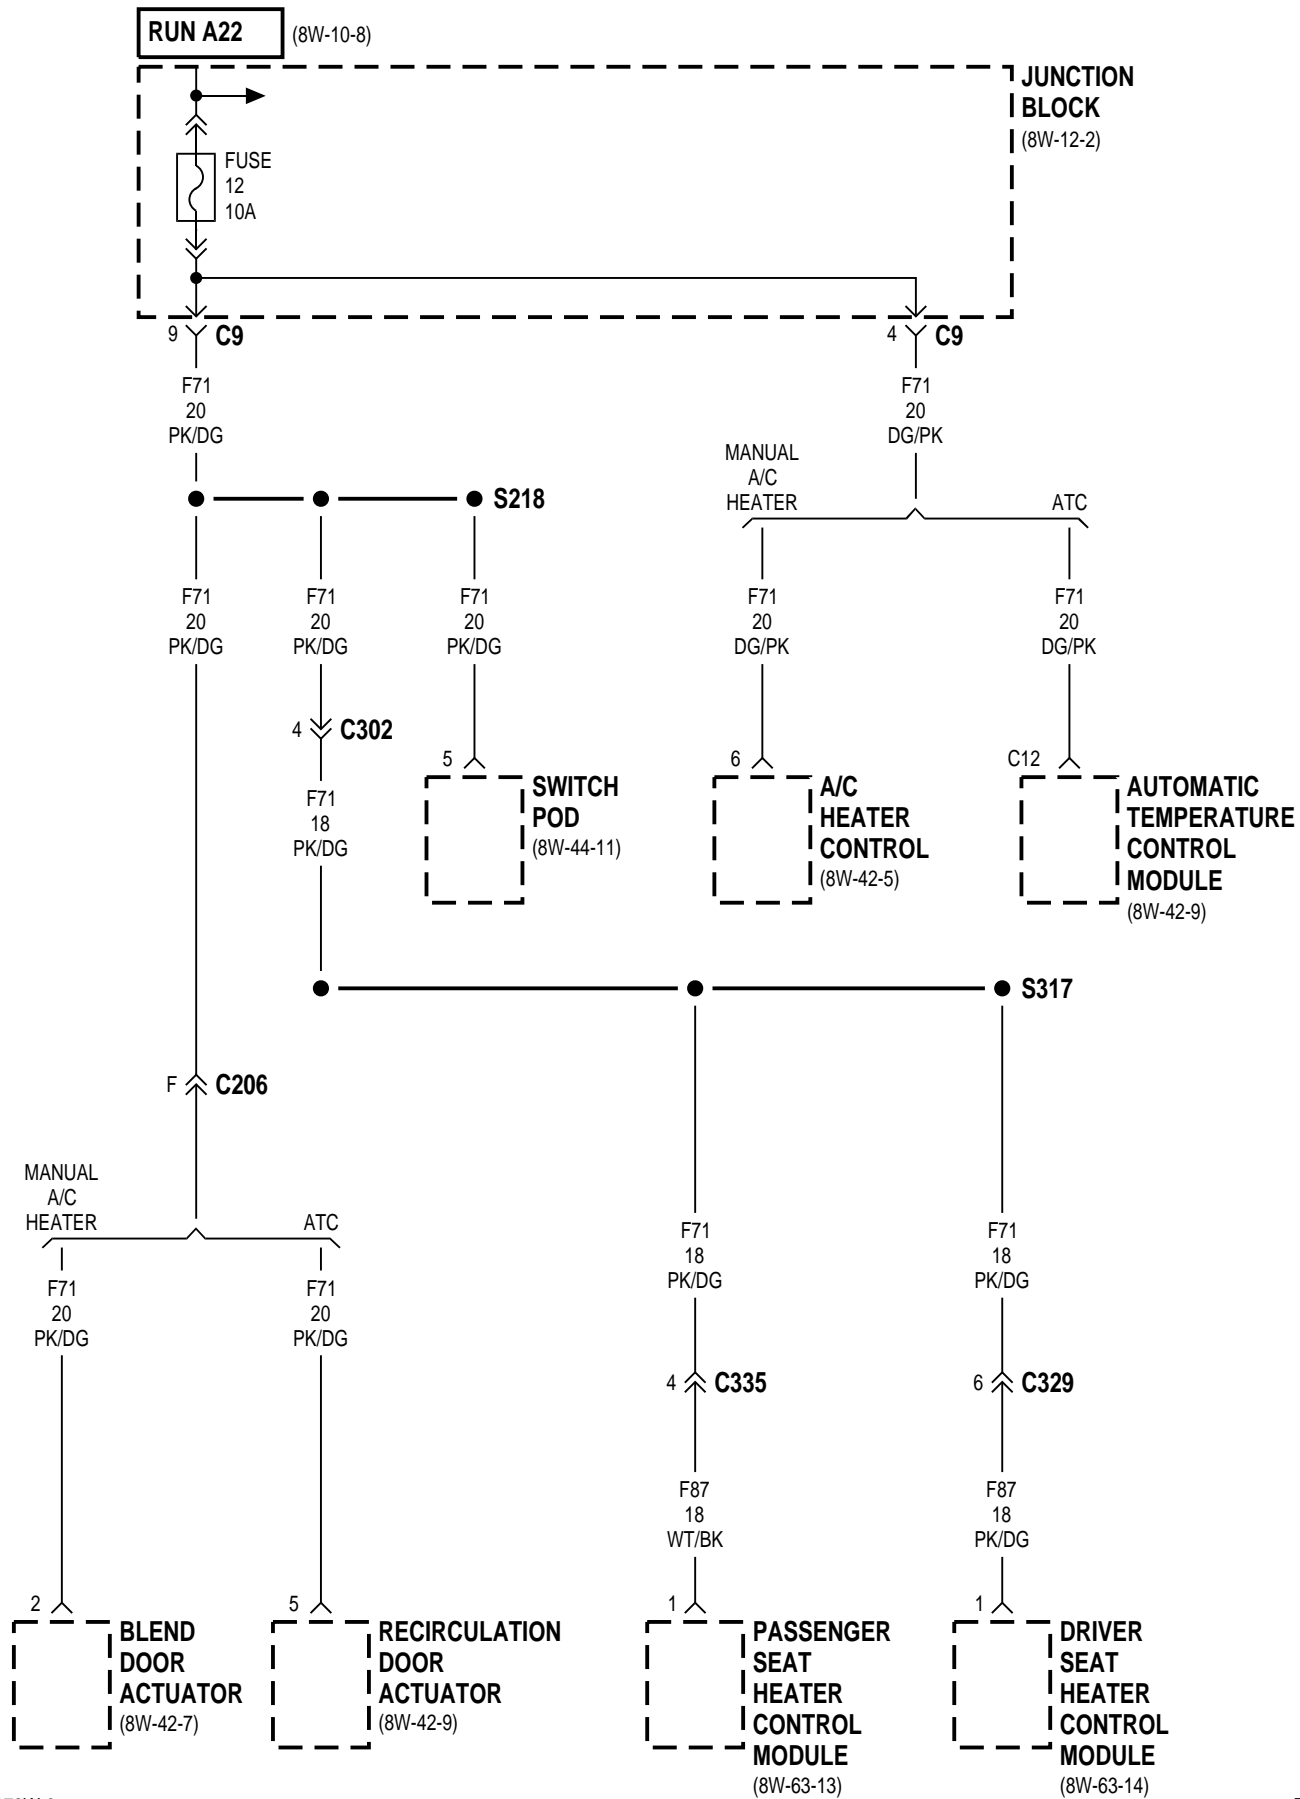 RUN A22 (8W-10-8)
JUNCTION
BLOCK
(8W-12-2)
FUSE
12
10A
9 C9
4 C9
F71
20
PK/DG
F71
20
DG/PK
MANUAL
A/C
HEATER
ATC
S218
F71
20
PK/DG
F71
20
PK/DG
F71
20
PK/DG
F71
20
DG/PK
F71
20
DG/PK
4 C302
F71
18
PK/DG
5
SWITCH
POD
(8W-44-11)
6
A/C
HEATER
CONTROL
(8W-42-5)
C12
AUTOMATIC
TEMPERATURE
CONTROL
MODULE
(8W-42-9)
S317
F C206
MANUAL
A/C
HEATER
ATC
F71
20
PK/DG
F71
20
PK/DG
F71
18
PK/DG
F71
18
PK/DG
4 C335
6 C329
F87
18
WT/BK
F87
18
PK/DG
2
BLEND
DOOR
ACTUATOR
(8W-42-7)
5
RECIRCULATION
DOOR
ACTUATOR
(8W-42-9)
1
PASSENGER
SEAT
HEATER
CONTROL
MODULE
(8W-63-13)
1
DRIVER
SEAT
HEATER
CONTROL
MODULE
(8W-63-14)